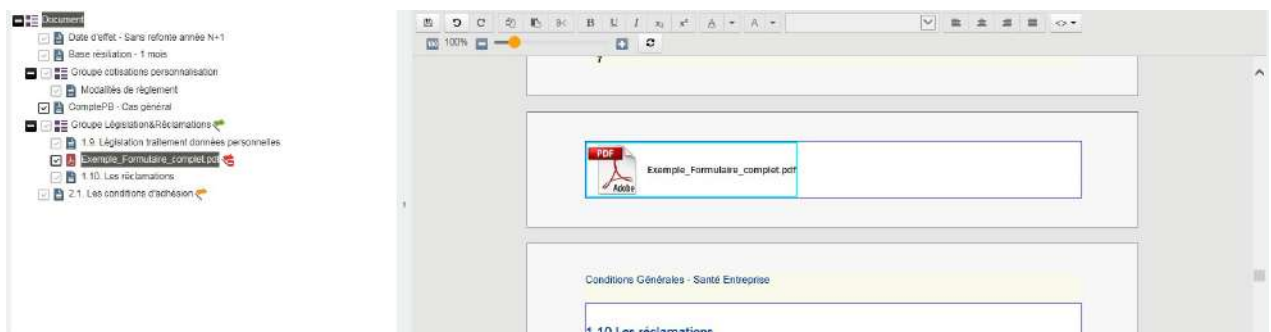 Document
Date d'effet - Sans refonte année N+1
Base résiliation - 1 mois
Groupe cotisations personnalisation
Modalités de règlement
ComptePB - Cas général
Groupe Législation&Réclamations
1.9. Législation traitement données personnelles
Exemple_Formulaire_complet.pdf
1.10. Les réclamations
2.1. Les conditions d'adhésion
B U I x₂ x² A A
100%
7
PDF
Adobe
Exemple_Formulaire_complet.pdf
Conditions Générales - Santé Entreprise
1.10 Les réclamations